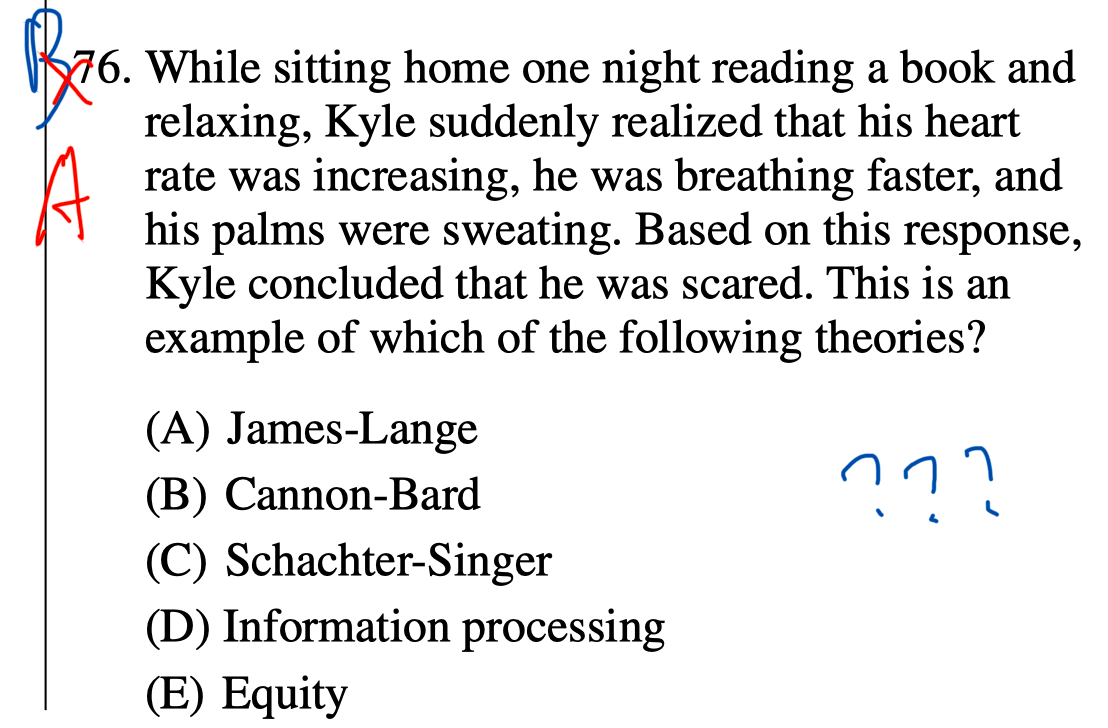 B
76. While sitting home one night reading a book and
relaxing, Kyle suddenly realized that his heart
rate was increasing, he was breathing faster, and
A
his palms were sweating. Based on this response,
Kyle concluded that he was scared. This is an
example of which of the following theories?
(A) James-Lange
(B) Cannon-Bard
? ? ?
(C) Schachter-Singer
(D) Information processing
(E) Equity